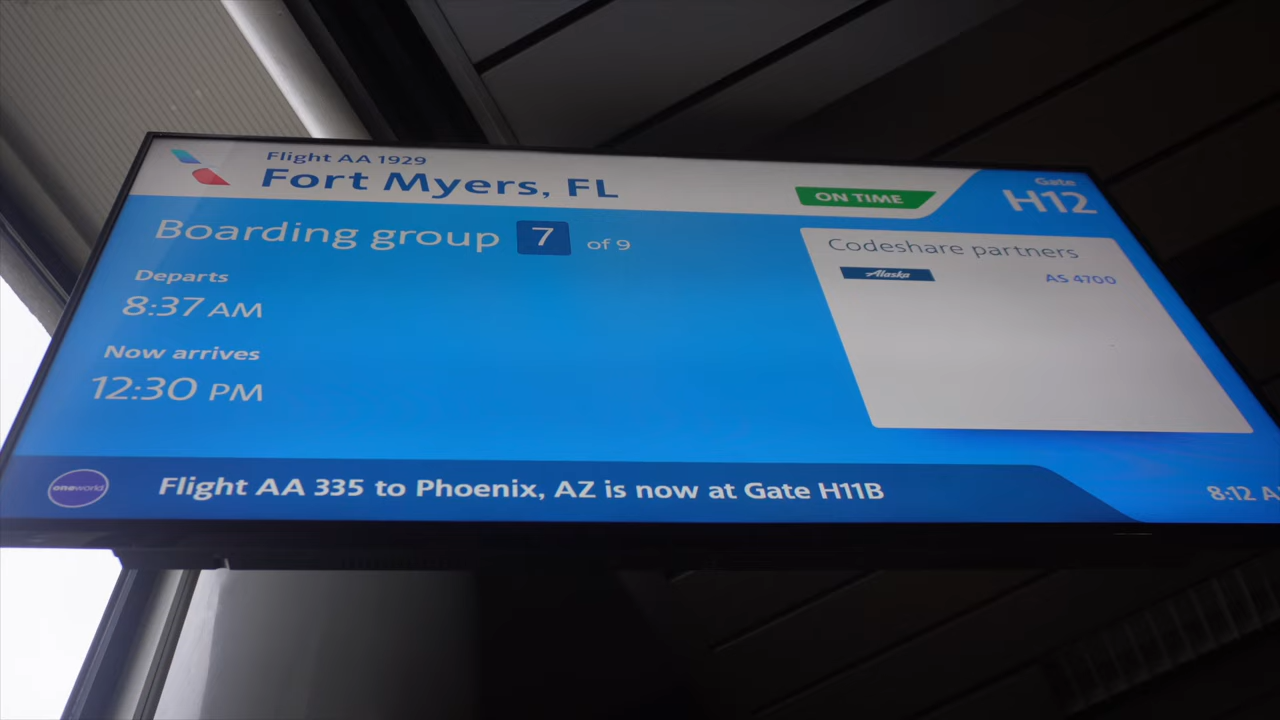 Flight AA 1929
Fort Myers, FL
ON TIME
Gate
H12
Boarding group 7 of 9
Departs
8:37 AM
Now arrives
12:30 PM
Codeshare partners
Alaska AS 4700
oneworld
Flight AA 335 to Phoenix, AZ is now at Gate H11B
8:12 A